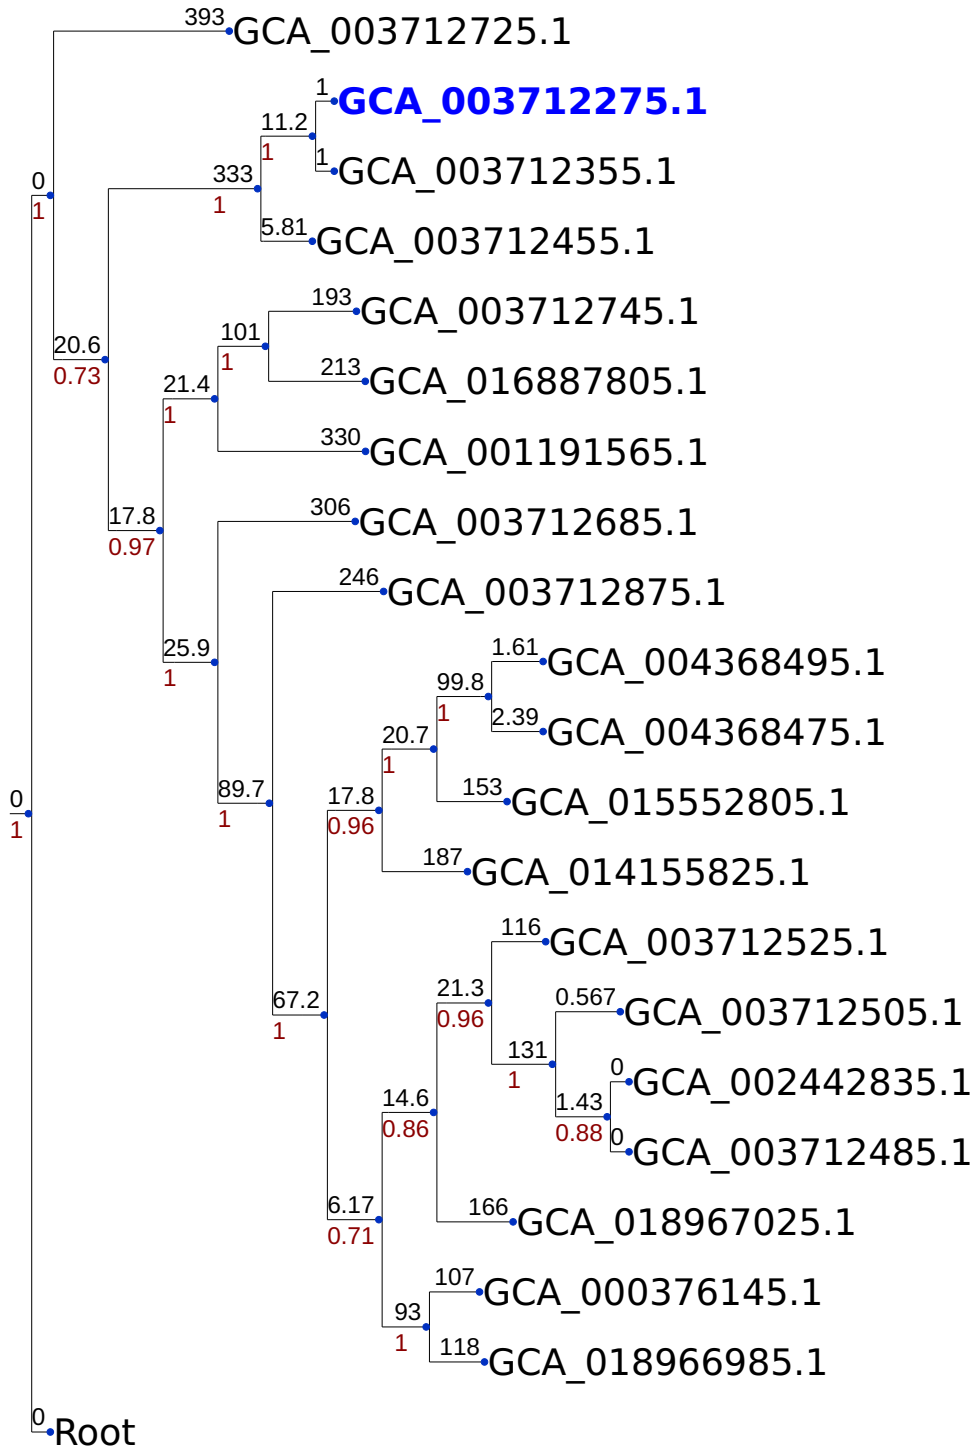 393
GCA_003712725.1
1
GCA_003712275.1
11.2
1
1
GCA_003712355.1
333
1
0
1
5.81
GCA_003712455.1
193
GCA_003712745.1
101
1
20.6
0.73
213
GCA_016887805.1
21.4
1
330
GCA_001191565.1
17.8
0.97
306
GCA_003712685.1
246
GCA_003712875.1
25.9
1
1.61
GCA_004368495.1
99.8
1
2.39
GCA_004368475.1
20.7
1
89.7
1
153
GCA_015552805.1
0
1
17.8
0.96
187
GCA_014155825.1
116
GCA_003712525.1
67.2
1
21.3
0.96
0.567
GCA_003712505.1
131
1
0
GCA_002442835.1
14.6
0.86
1.43
0.88
0
GCA_003712485.1
6.17
0.71
166
GCA_018967025.1
107
GCA_000376145.1
93
1
118
GCA_018966985.1
0
Root